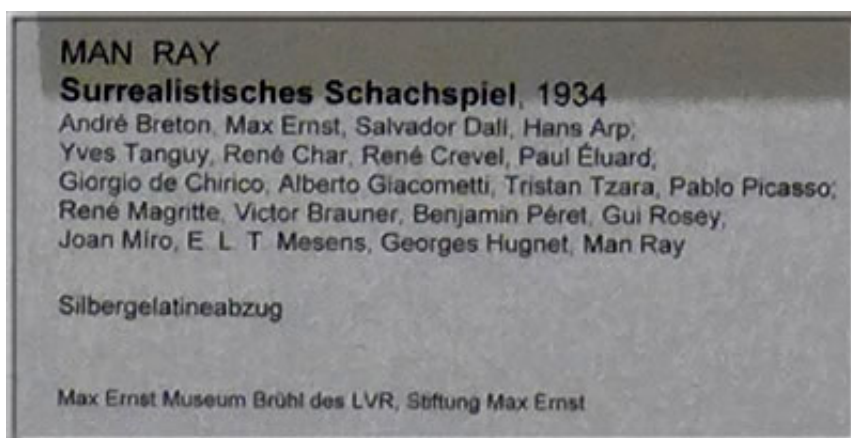 MAN RAY
Surrealistisches Schachspiel, 1934
André Breton, Max Ernst, Salvador Dalí, Hans Arp;
Yves Tanguy, René Char, René Crevel, Paul Éluard;
Giorgio de Chirico, Alberto Giacometti, Tristan Tzara, Pablo Picasso;
René Magritte, Victor Brauner, Benjamin Péret, Gui Rosey,
Joan Miro, E. L. T. Mesens, Georges Hugnet, Man Ray
Silbergelatineabzug
Max Ernst Museum Brühl des LVR, Stiftung Max Ernst